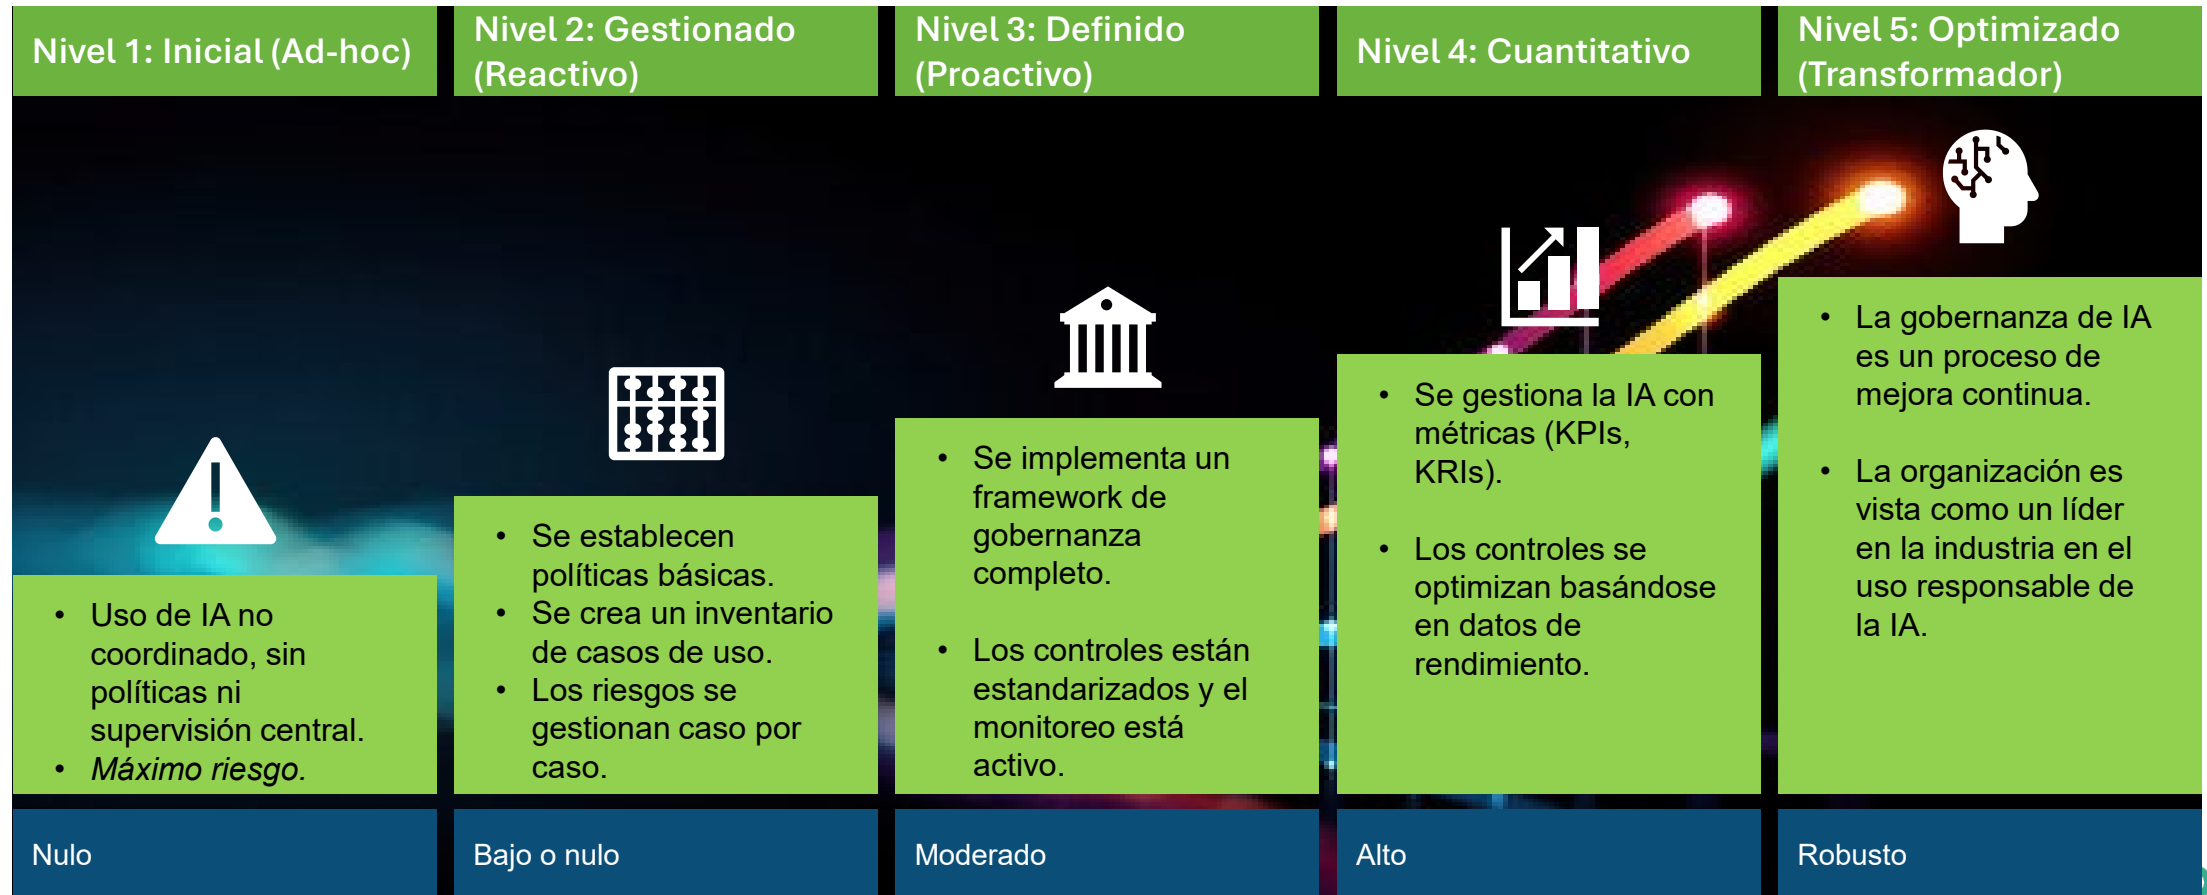 Nivel 1: Inicial (Ad-hoc)
Nivel 2: Gestionado
(Reactivo)
Nivel 3: Definido
(Proactivo)
Nivel 4: Cuantitativo
Nivel 5: Optimizado
(Transformador)
• Uso de IA no
coordinado, sin
políticas ni
supervisión central.
• Máximo riesgo.
• Se establecen
políticas básicas.
• Se crea un inventario
de casos de uso.
• Los riesgos se
gestionan caso por
caso.
• Se implementa un
framework de
gobernanza
completo.
• Los controles están
estandarizados y el
monitoreo está
activo.
• Se gestiona la IA con
métricas (KPIs,
KRIs).
• Los controles se
optimizan basándose
en datos de
rendimiento.
• La gobernanza de IA
es un proceso de
mejora continua.
• La organización es
vista como un líder
en la industria en el
uso responsable de
la IA.
Nulo
Bajo o nulo
Moderado
Alto
Robusto